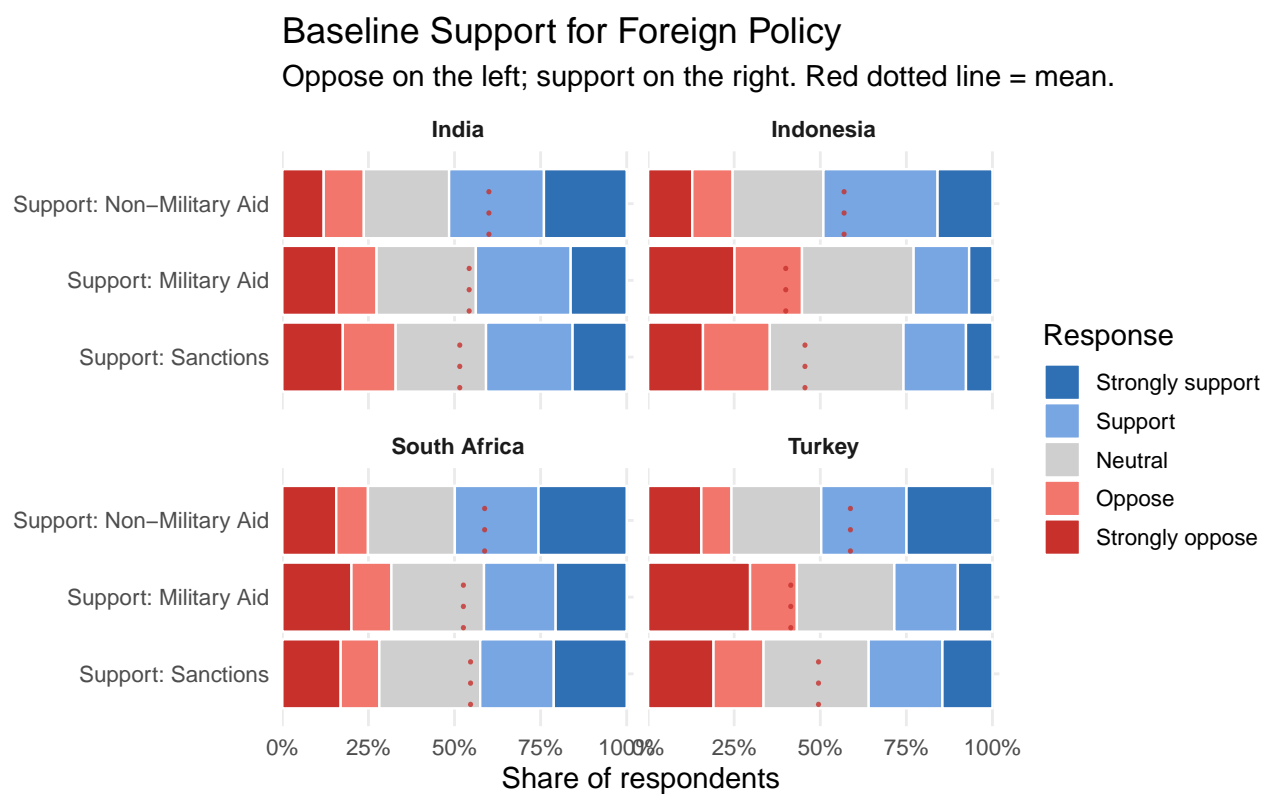 Baseline Support for Foreign Policy
Oppose on the left; support on the right. Red dotted line = mean.
India
Indonesia
Support: Non−Military Aid
Support: Military Aid
Support: Sanctions
South Africa
Turkey
Support: Non−Military Aid
Support: Military Aid
Support: Sanctions
0% 25% 50% 75% 100%
0% 25% 50% 75% 100%
Share of respondents
Response
Strongly support
Support
Neutral
Oppose
Strongly oppose